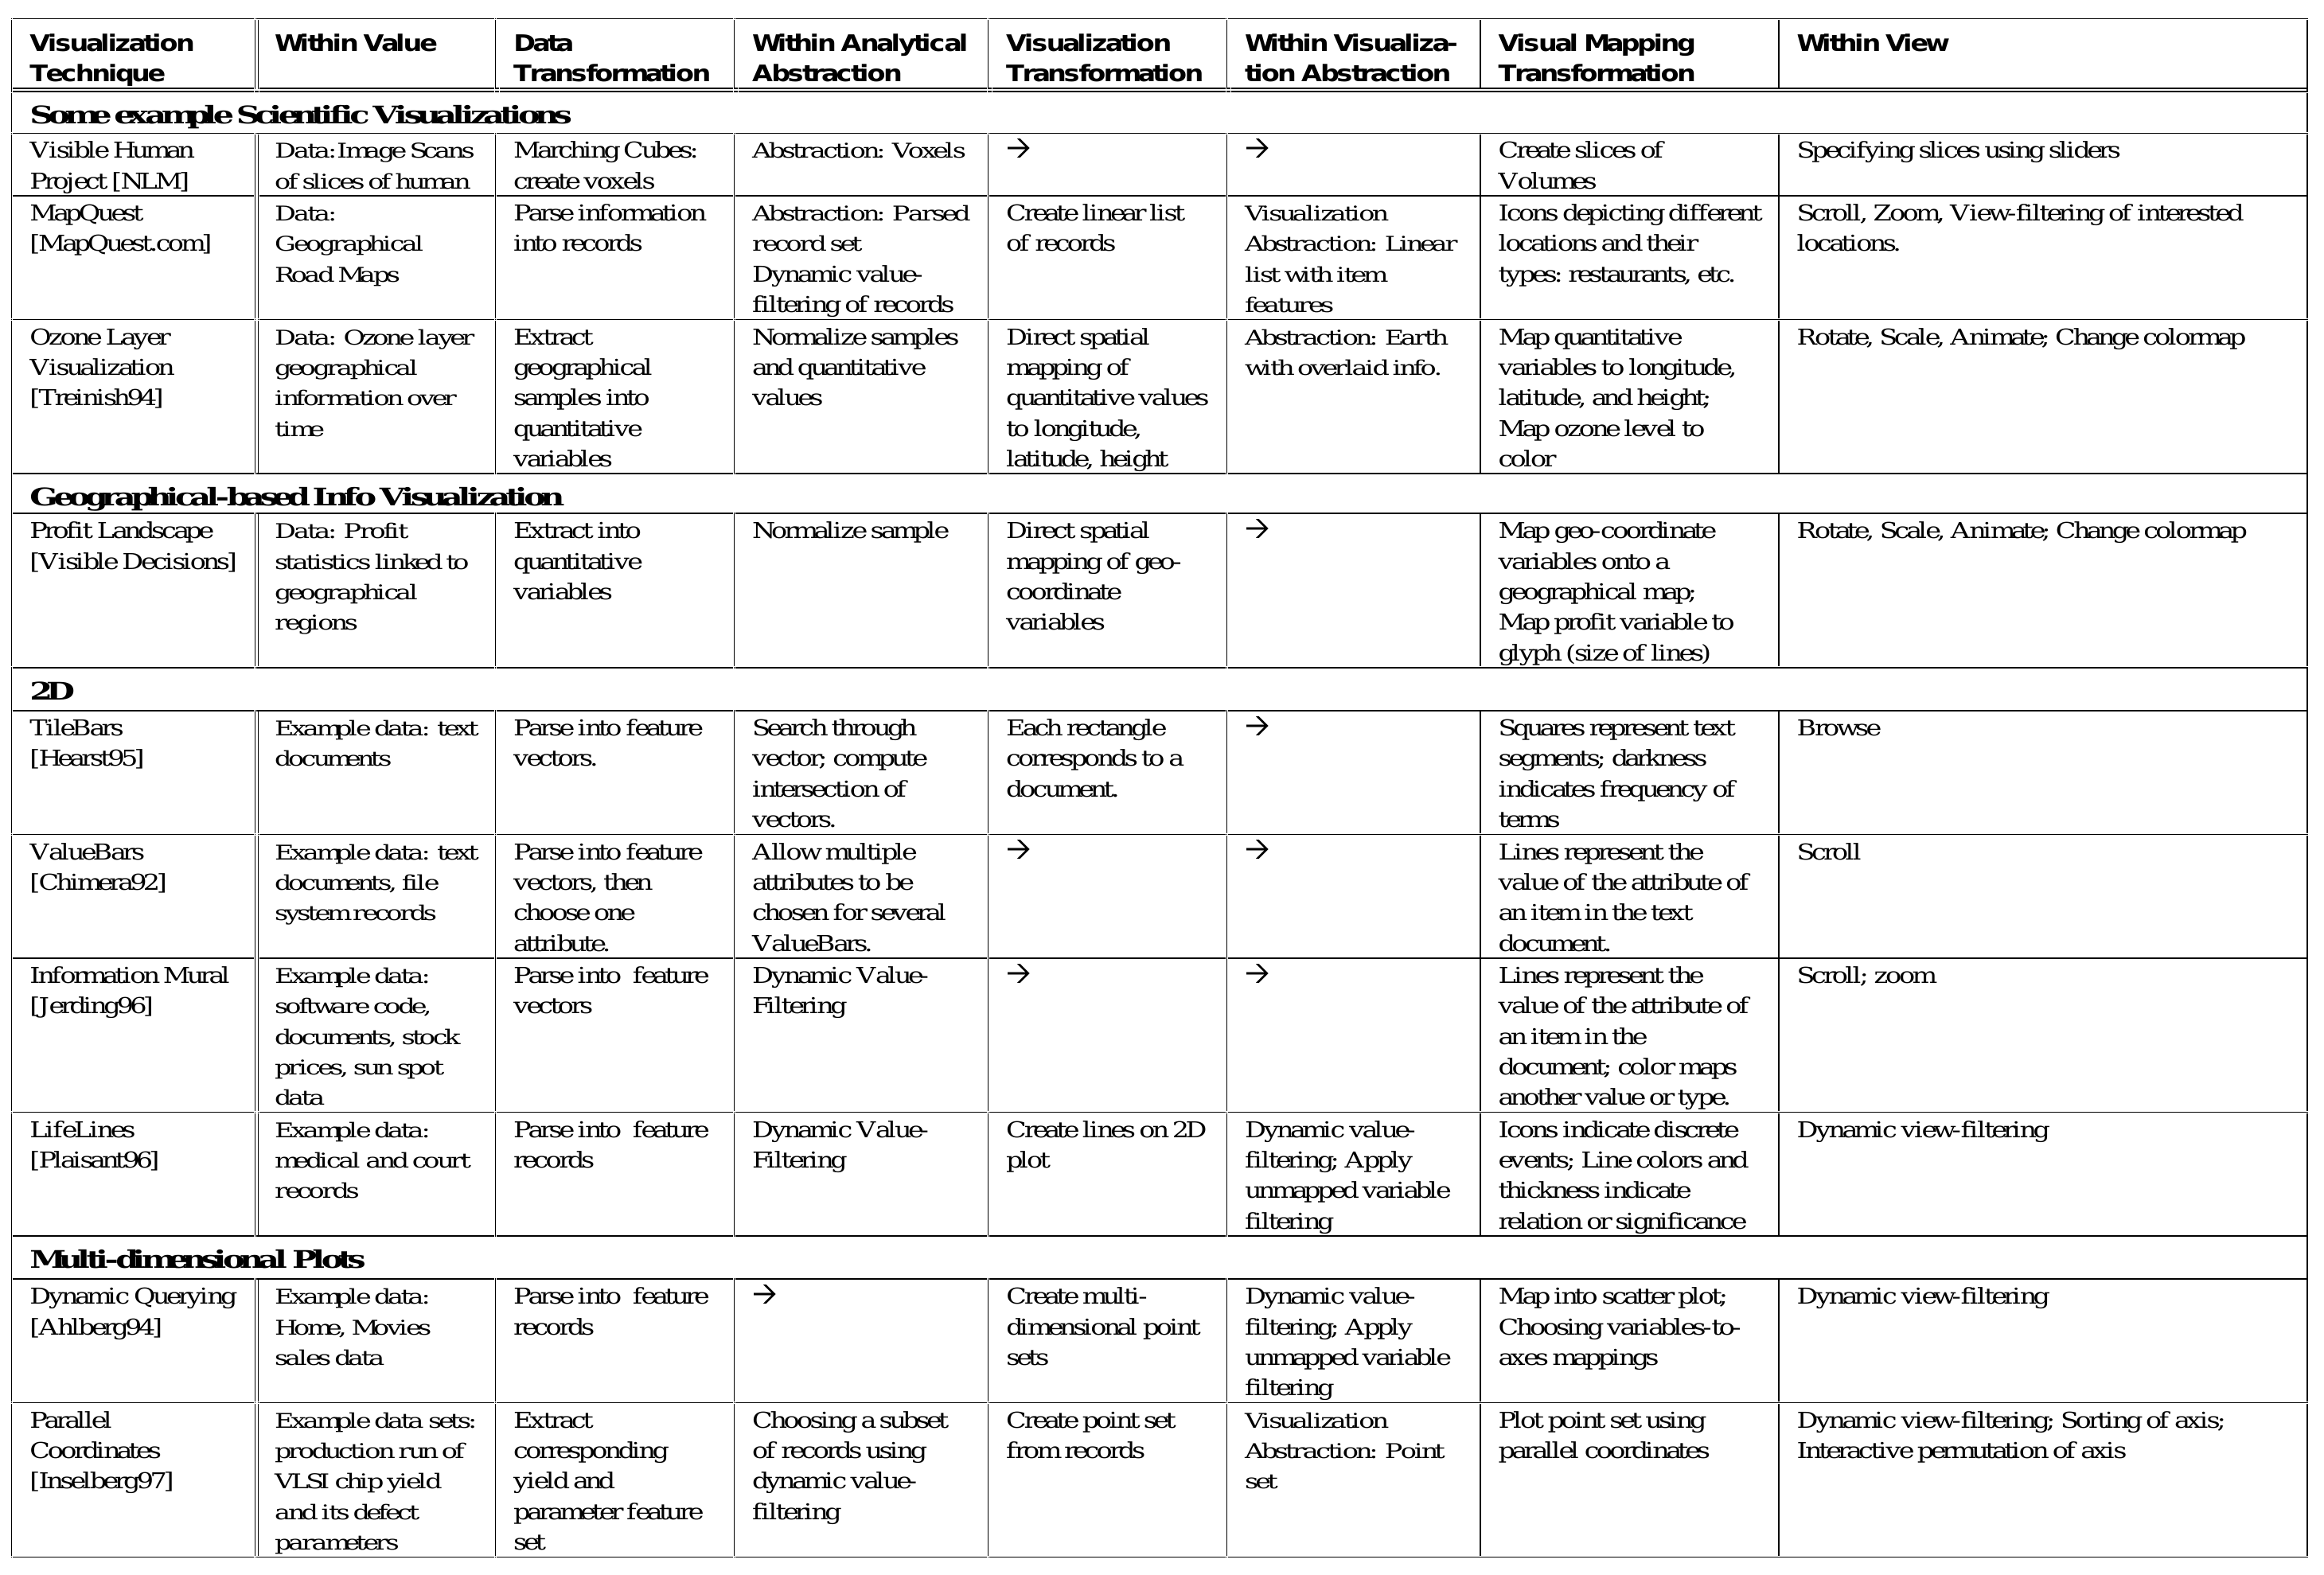 Visualization Technique
Within Value
Data Transformation
Within Analytical Abstraction
Visualization Transformation
Within Visualiza-tion Abstraction
Visual Mapping Transformation
Within View
Some example Scientific Visualizations
Visible Human
Project [NLM]
Data:Image Scans
of slices of human
Marching Cubes:
create voxels
Abstraction: Voxels
→
→
Create slices of
Volumes
Specifying slices using sliders
MapQuest
[MapQuest.com]
Data:
Geographical
Road Maps
Parse information
into records
Abstraction: Parsed
record set
Dynamic value-
filtering of records
Create linear list
of records
Visualization
Abstraction: Linear
list with item
features
Icons depicting different
locations and their
types: restaurants, etc.
Scroll, Zoom, View-filtering of interested
locations.
Ozone Layer
Visualization
[Treinish94]
Data: Ozone layer
geographical
information over
time
Extract
geographical
samples into
quantitative
variables
Normalize samples
and quantitative
values
Direct spatial
mapping of
quantitative values
to longitude,
latitude, height
Abstraction: Earth
with overlaid info.
Map quantitative
variables to longitude,
latitude, and height;
Map ozone level to
color
Rotate, Scale, Animate; Change colormap
Geographical-based Info Visualization
Profit Landscape
[Visible Decisions]
Data: Profit
statistics linked to
geographical
regions
Extract into
quantitative
variables
Normalize sample
Direct spatial
mapping of geo-
coordinate
variables
→
Map geo-coordinate
variables onto a
geographical map;
Map profit variable to
glyph (size of lines)
Rotate, Scale, Animate; Change colormap
2D
TileBars
[Hearst95]
Example data: text
documents
Parse into feature
vectors.
Search through
vector; compute
intersection of
vectors.
Each rectangle
corresponds to a
document.
→
Squares represent text
segments; darkness
indicates frequency of
terms
Browse
ValueBars
[Chimera92]
Example data: text
documents, file
system records
Parse into feature
vectors, then
choose one
attribute.
Allow multiple
attributes to be
chosen for several
ValueBars.
→
→
Lines represent the
value of the attribute of
an item in the text
document.
Scroll
Information Mural
[Jerding96]
Example data:
software code,
documents, stock
prices, sun spot
data
Parse into feature
vectors
Dynamic Value-
Filtering
→
→
Lines represent the
value of the attribute of
an item in the
document; color maps
another value or type.
Scroll; zoom
LifeLines
[Plaisant96]
Example data:
medical and court
records
Parse into feature
records
Dynamic Value-
Filtering
Create lines on 2D
plot
Dynamic value-
filtering; Apply
unmapped variable
filtering
Icons indicate discrete
events; Line colors and
thickness indicate
relation or significance
Dynamic view-filtering
Multi-dimensional Plots
Dynamic Querying
[Ahlberg94]
Example data:
Home, Movies
sales data
Parse into feature
records
→
Create multi-
dimensional point
sets
Dynamic value-
filtering; Apply
unmapped variable
filtering
Map into scatter plot;
Choosing variables-to-
axes mappings
Dynamic view-filtering
Parallel
Coordinates
[Inselberg97]
Example data sets:
production run of
VLSI chip yield
and its defect
parameters
Extract
corresponding
yield and
parameter feature
set
Choosing a subset
of records using
dynamic value-
filtering
Create point set
from records
Visualization
Abstraction: Point
set
Plot point set using
parallel coordinates
Dynamic view-filtering; Sorting of axis;
Interactive permutation of axis